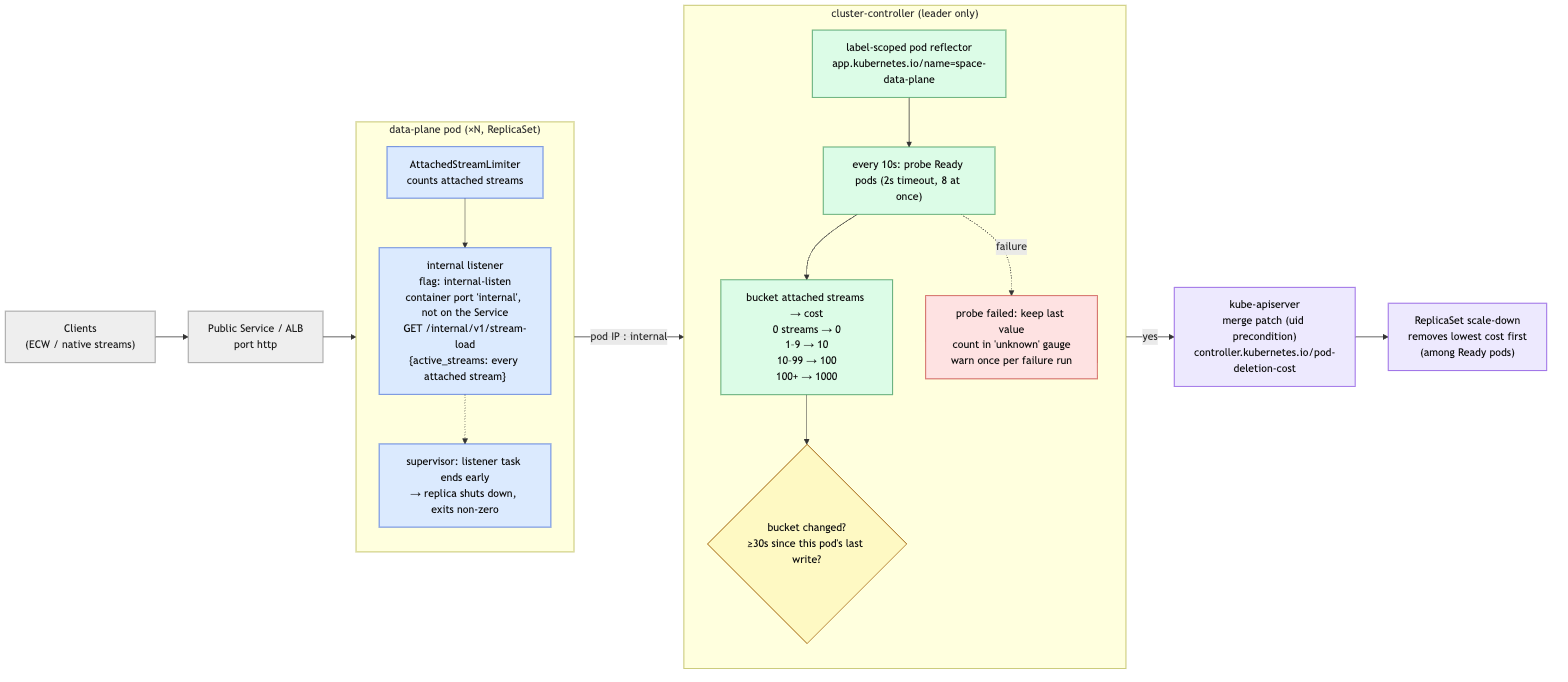 Clients
(ECW / native streams)
Public Service / ALB
port http
data-plane pod (×N, ReplicaSet)
AttachedStreamLimiter
counts attached streams
internal listener
flag: internal-listen
container port 'internal',
not on the Service
GET /internal/v1/stream-
load
{active_streams: every
attached stream}
supervisor: listener task
ends early
→ replica shuts down,
exits non-zero
pod IP : internal
cluster-controller (leader only)
label-scoped pod reflector
app.kubernetes.io/name=space-
data-plane
every 10s: probe Ready
pods (2s timeout, 8 at
once)
failure
bucket attached streams
→ cost
0 streams → 0
1-9 → 10
10-99 → 100
100+ → 1000
probe failed: keep last
value
count in 'unknown' gauge
warn once per failure run
bucket changed?
≥30s since this pod's last
write?
yes
kube-apiserver
merge patch (uid
precondition)
controller.kubernetes.io/pod-
deletion-cost
ReplicaSet scale-down
removes lowest cost first
(among Ready pods)